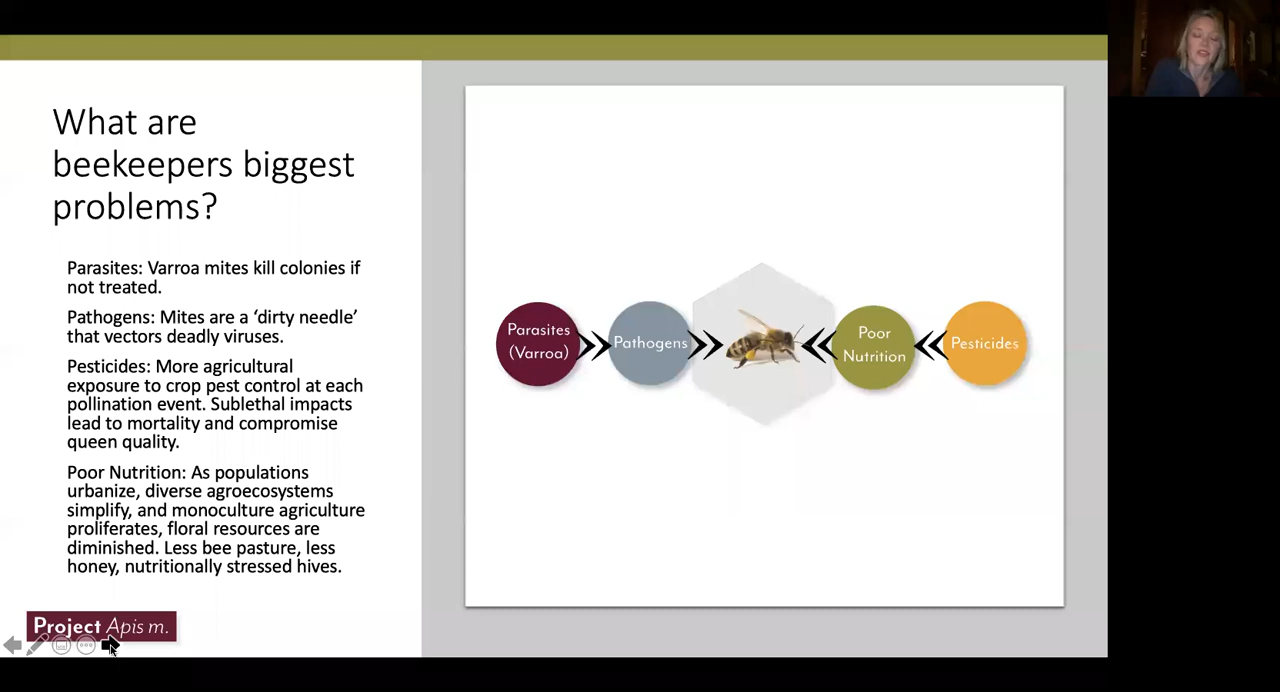 What are
beekeepers biggest
problems?
Parasites: Varroa mites kill colonies if
not treated.
Pathogens: Mites are a ‘dirty needle’
that vectors deadly viruses.
Pesticides: More agricultural
exposure to crop pest control at each
pollination event. Sublethal impacts
lead to mortality and compromise
queen quality.
Poor Nutrition: As populations
urbanize, diverse agroecosystems
simplify, and monoculture agriculture
proliferates, floral resources are
diminished. Less bee pasture, less
honey, nutritionally stressed hives.
Project Apis m.
Parasites
(Varroa)
Pathogens
Poor
Nutrition
Pesticides